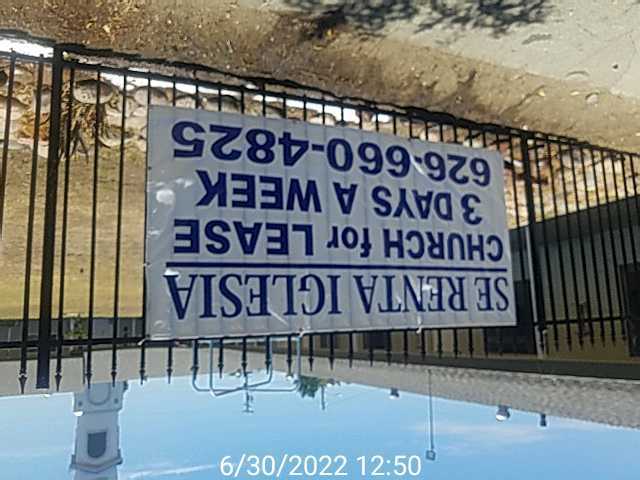 SE RENTA IGLESIA
CHURCH for LEASE
3 DAYS A WEEK
626-660-4825
6/30/2022 12:50